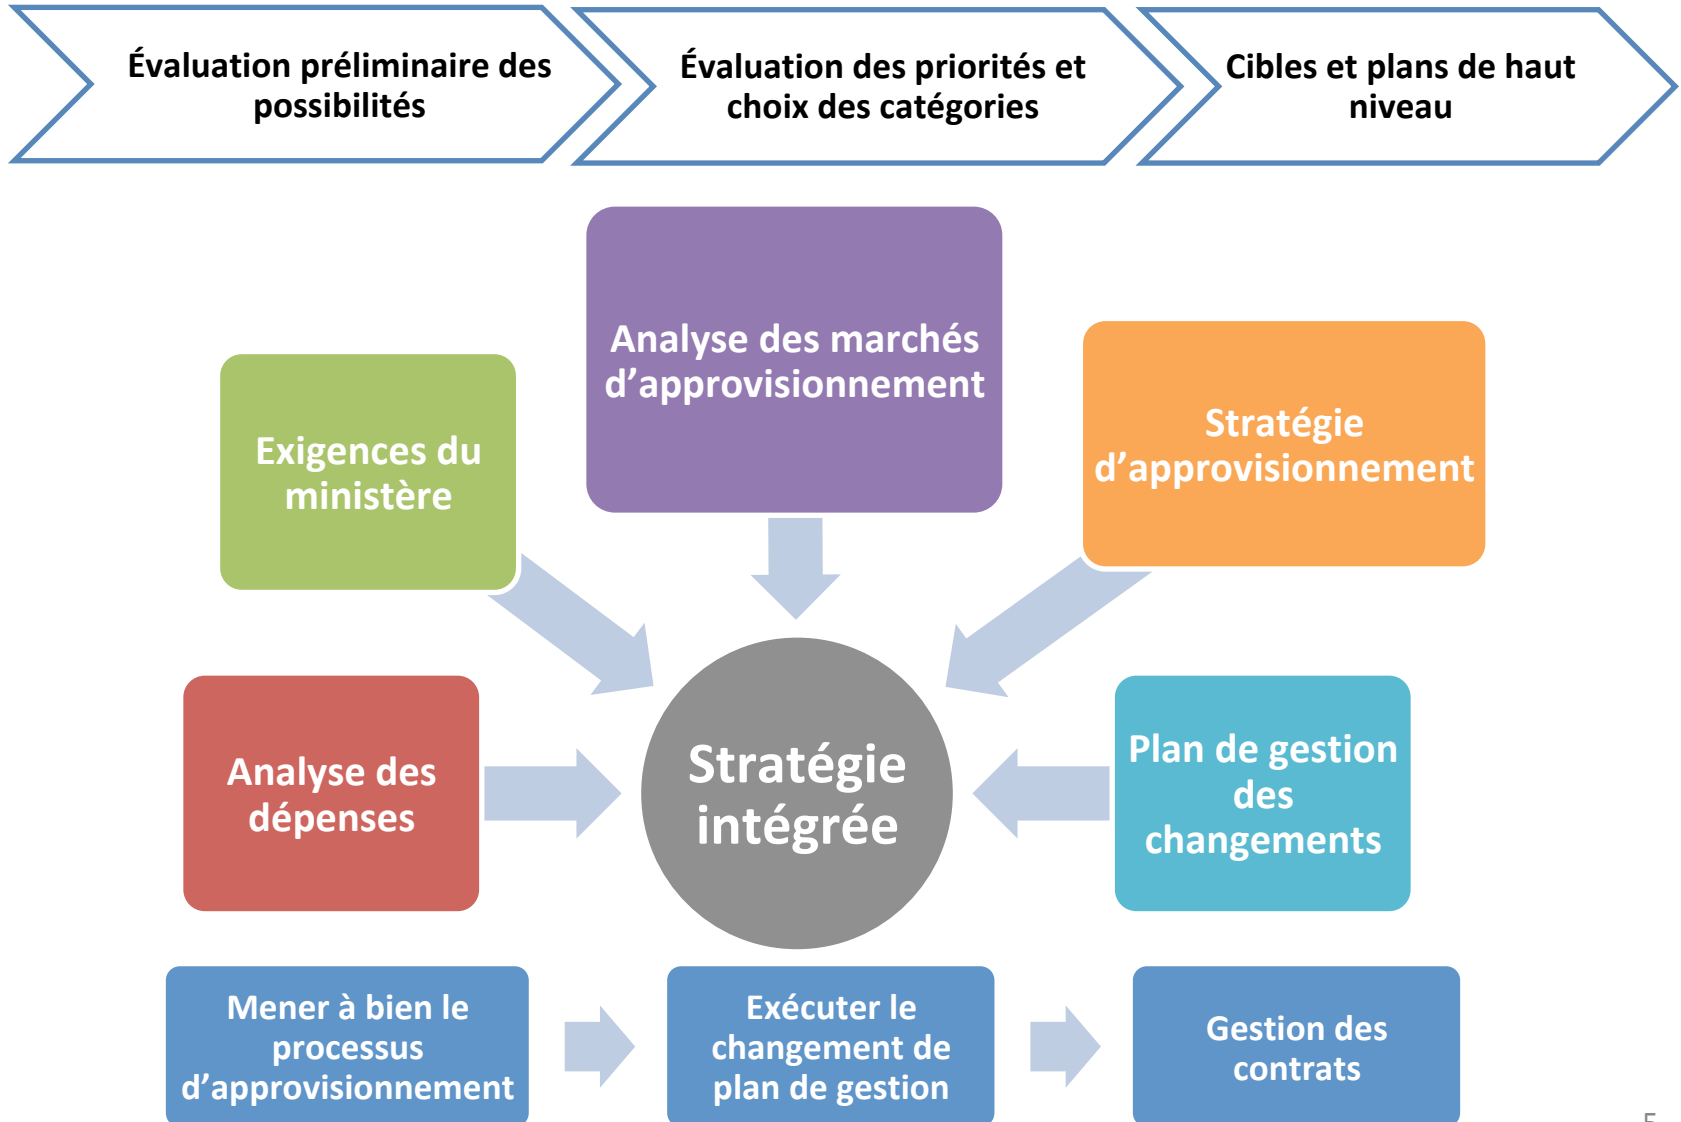 Évaluation préliminaire des
possibilités
Évaluation des priorités et
choix des catégories
Cibles et plans de haut
niveau
Analyse des marchés
d’approvisionnement
Exigences du
ministère
Stratégie
d’approvisionnement
Analyse des
dépenses
Stratégie
intégrée
Plan de gestion
des
changements
Mener à bien le
processus
d’approvisionnement
Exécuter le
changement de
plan de gestion
Gestion des
contrats